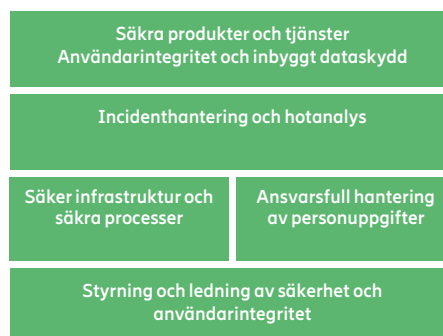 Säkra produkter och tjänster
Användarintegritet och inbyggt dataskydd
Incidenthantering och hotanalys
Säker infrastruktur och
säkra processer
Ansvarsfull hantering
av personuppgifter
Styrning och ledning av säkerhet och
användarintegritet